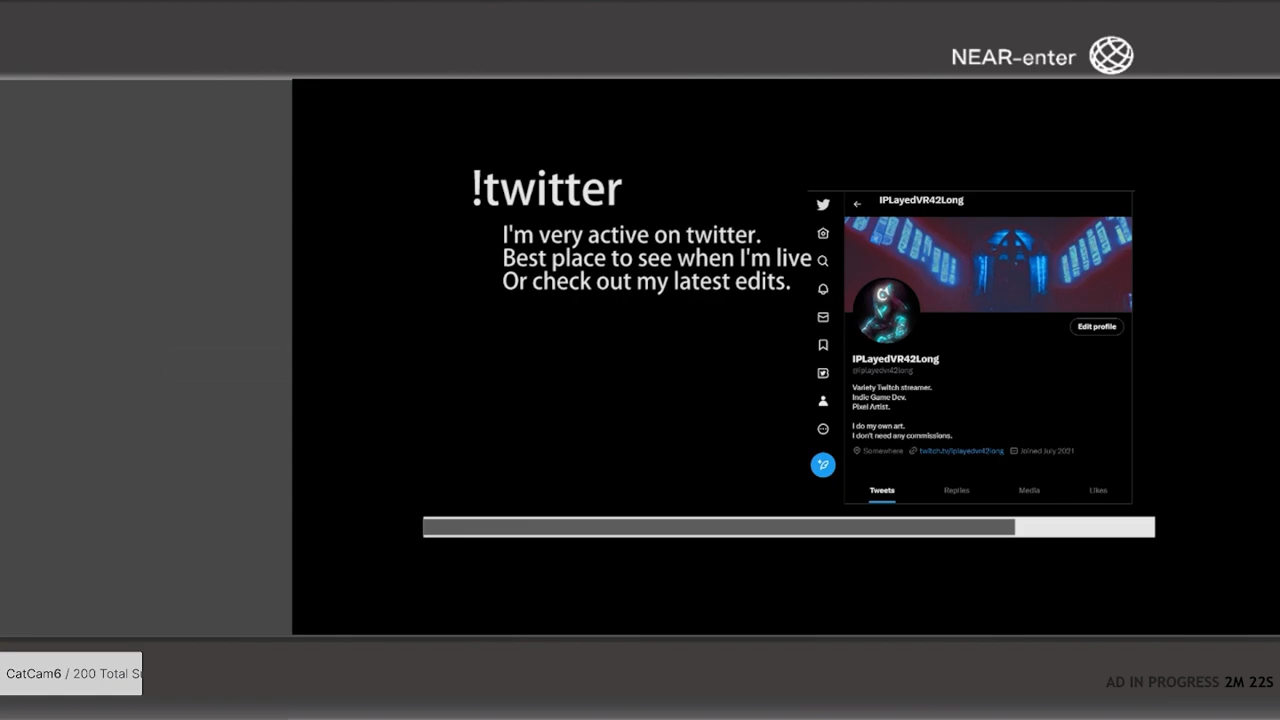 NEAR-enter
!twitter
I'm very active on twitter.
Best place to see when I'm live
Or check out my latest edits.
IPLayedVR42Long
Edit profile
IPLayedVR42Long
@iplayedvr42long
Variety Twitch streamer.
Indie Game Dev.
Pixel Artist.
I do my own art.
I don't need any commissions.
Somewhere twitch.tv/iplayedvr42long Joined July 2021
Tweets Replies Media Likes
CatCam6 / 200 Total
AD IN PROGRESS 2M 22S